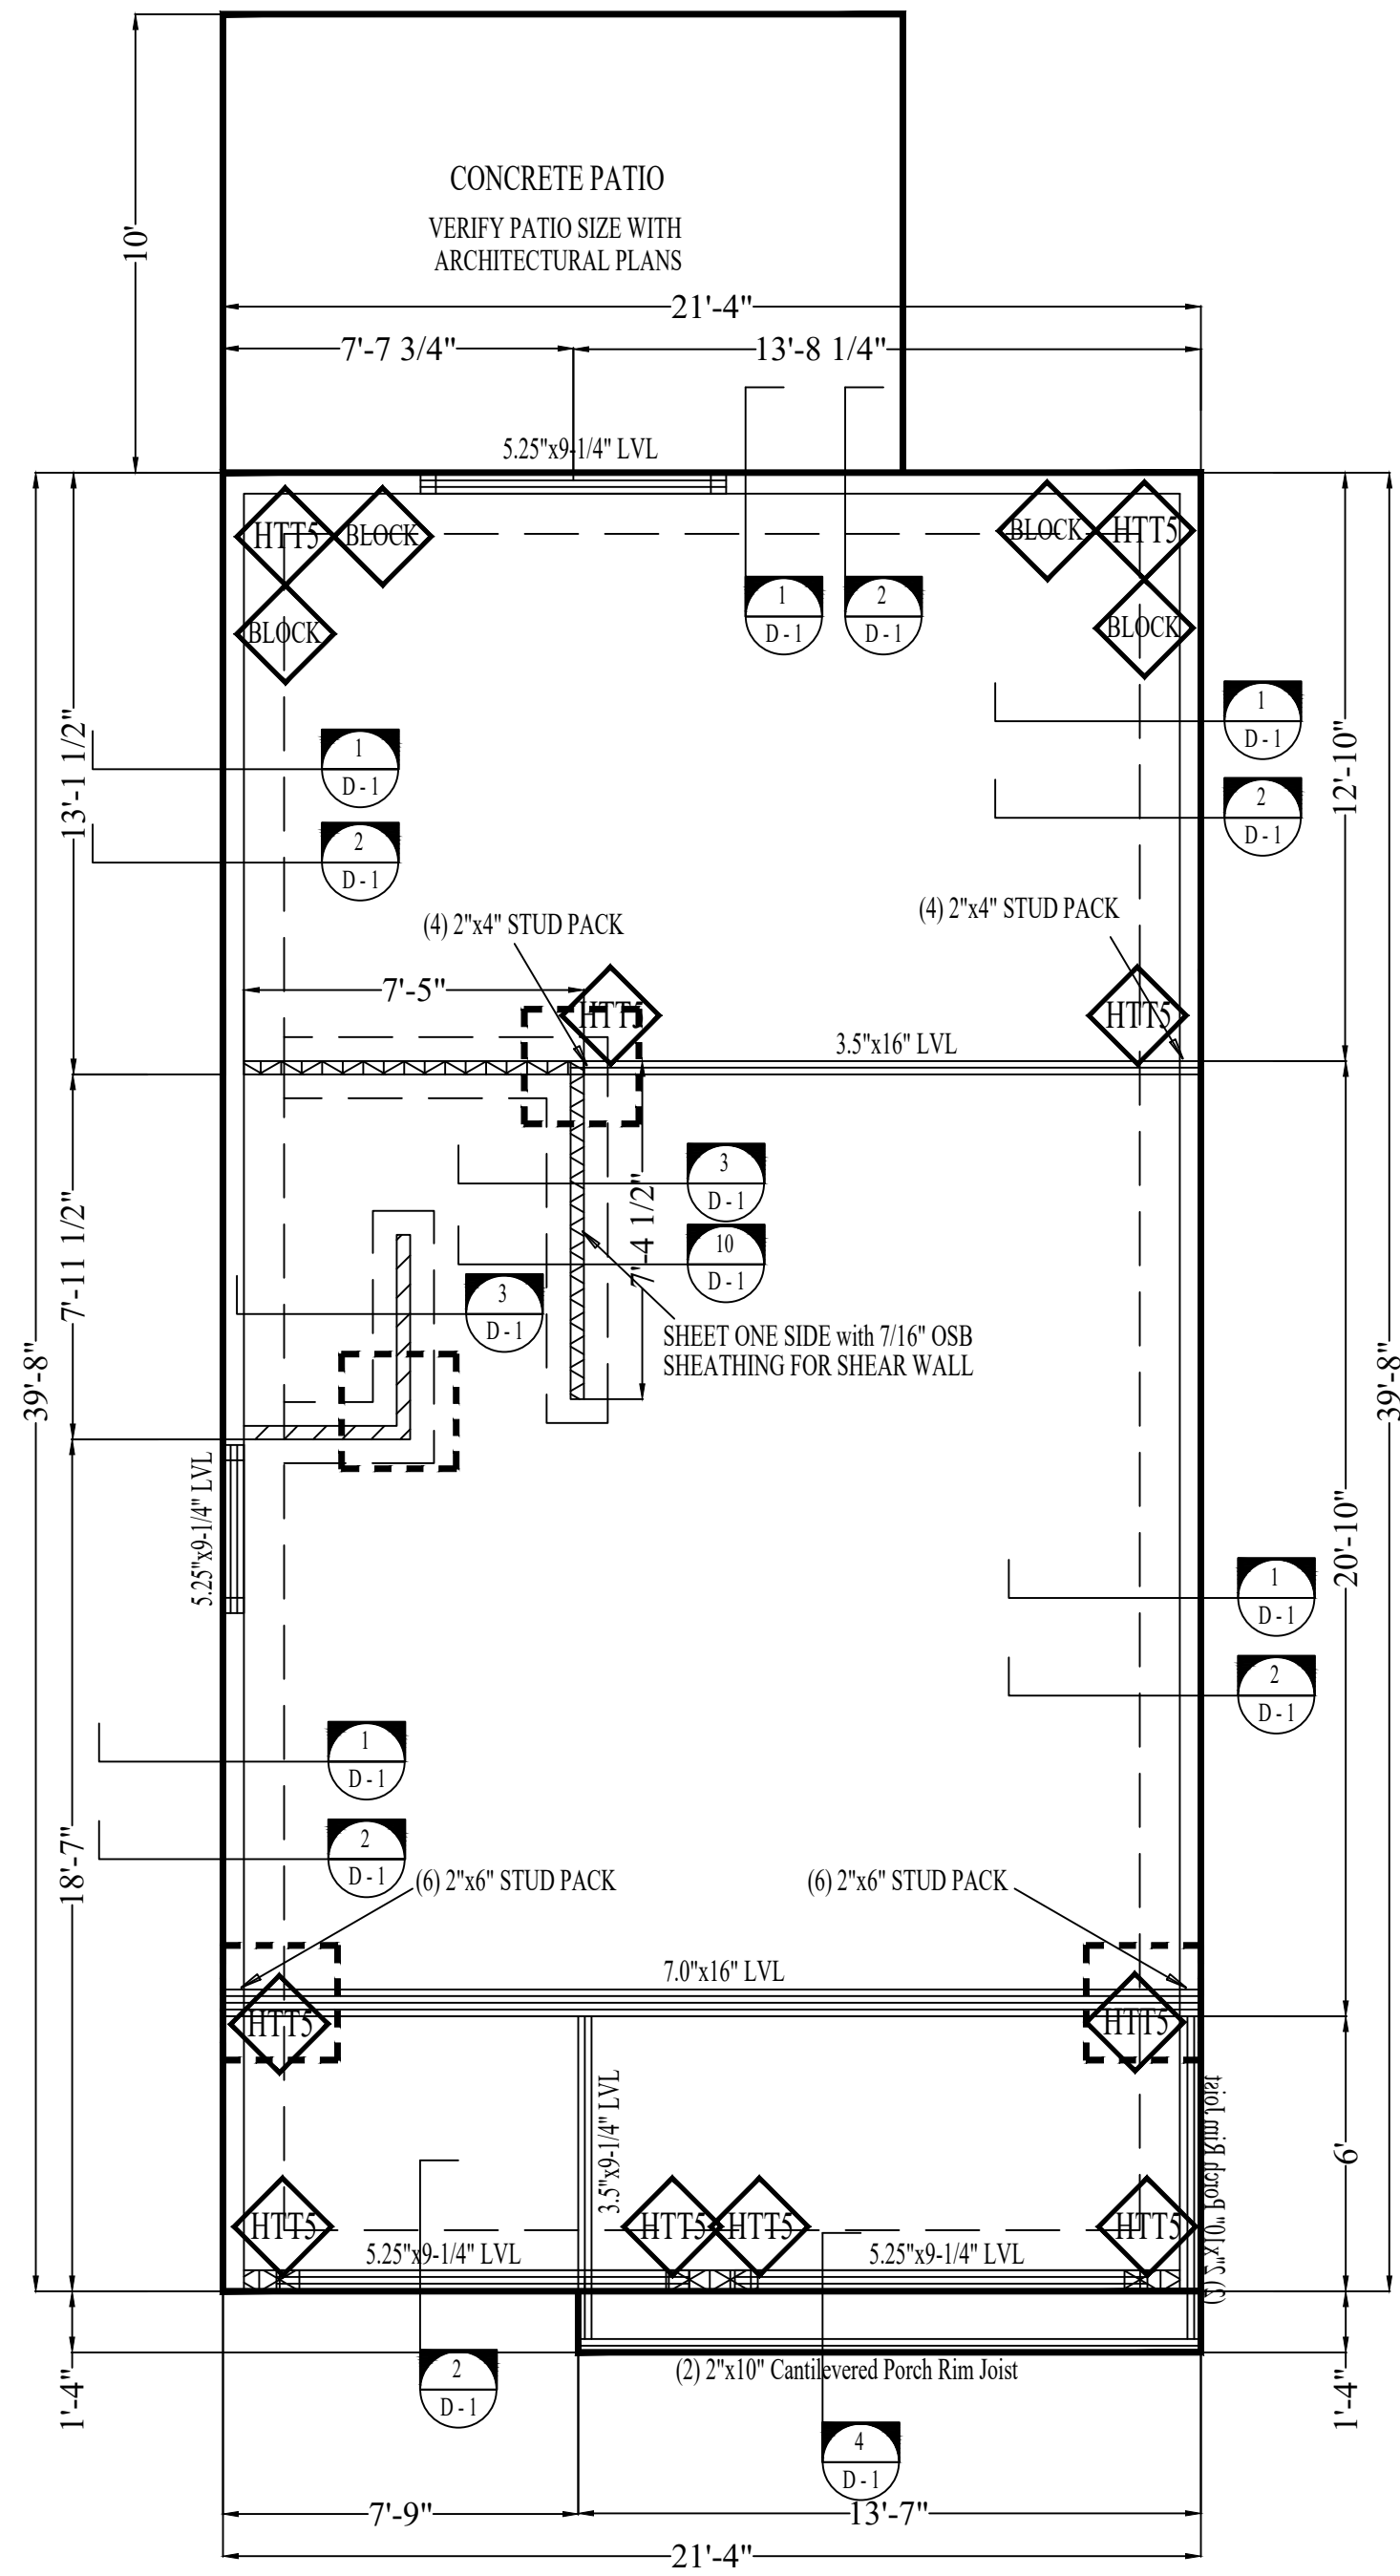 CONCRETE PATIO
VERIFY PATIO SIZE WITH
ARCHITECTURAL PLANS
10'
21'-4"
7'-7 3/4"
13'-8 1/4"
5.25"x9-1/4" LVL
HTT5
BLOCK
BLOCK
HTT5
BLOCK
BLOCK
1
D - 1
2
D - 1
1
D - 1
2
D - 1
1
D - 1
2
D - 1
13'-1 1/2"
12'-10"
(4) 2"x4" STUD PACK
(4) 2"x4" STUD PACK
7'-5"
HTT5
HTT5
3.5"x16" LVL
3
D - 1
10
D - 1
3
D - 1
7'-4 1/2"
7'-11 1/2"
SHEET ONE SIDE with 7/16" OSB
SHEATHING FOR SHEAR WALL
39'-8"
39'-8"
5.25"x9-1/4" LVL
20'-10"
1
D - 1
2
D - 1
1
D - 1
2
D - 1
18'-7"
(6) 2"x6" STUD PACK
(6) 2"x6" STUD PACK
7.0"x16" LVL
HTT5
HTT5
3.5"x9-1/4" LVL
(2) 2"x10" Porch Rim Joist
6'
HTT5
HTT5
HTT5
HTT5
5.25"x9-1/4" LVL
5.25"x9-1/4" LVL
(2) 2"x10" Cantilevered Porch Rim Joist
1'-4"
1'-4"
2
D - 1
4
D - 1
7'-9"
13'-7"
21'-4"